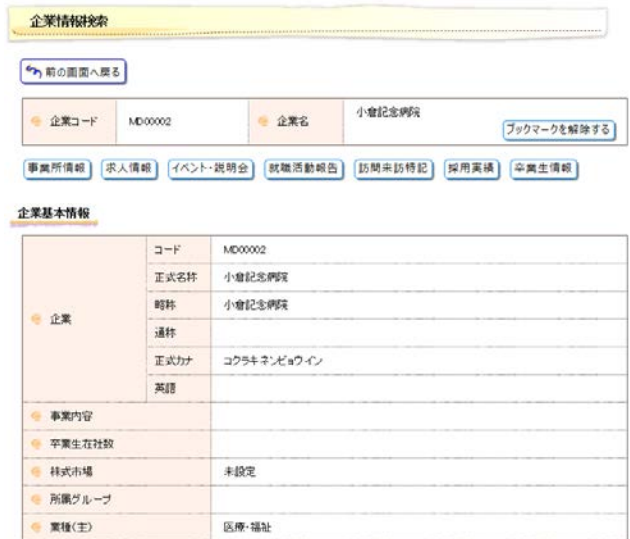 企業情報検索
前の画面へ戻る
企業コード MD00002 企業名 小倉記念病院
ブックマークを解除する
事業所情報 求人情報 イベント・説明会 就職活動報告 訪問来訪特記 採用実績 卒業生情報
企業基本情報
企業
コード MD00002
正式名称 小倉記念病院
略称 小倉記念病院
通称
正式カナ コクラキネンビョウイン
英語
事業内容
卒業生在社数
株式市場 未設定
所属グループ
業種(主) 医療・福祉